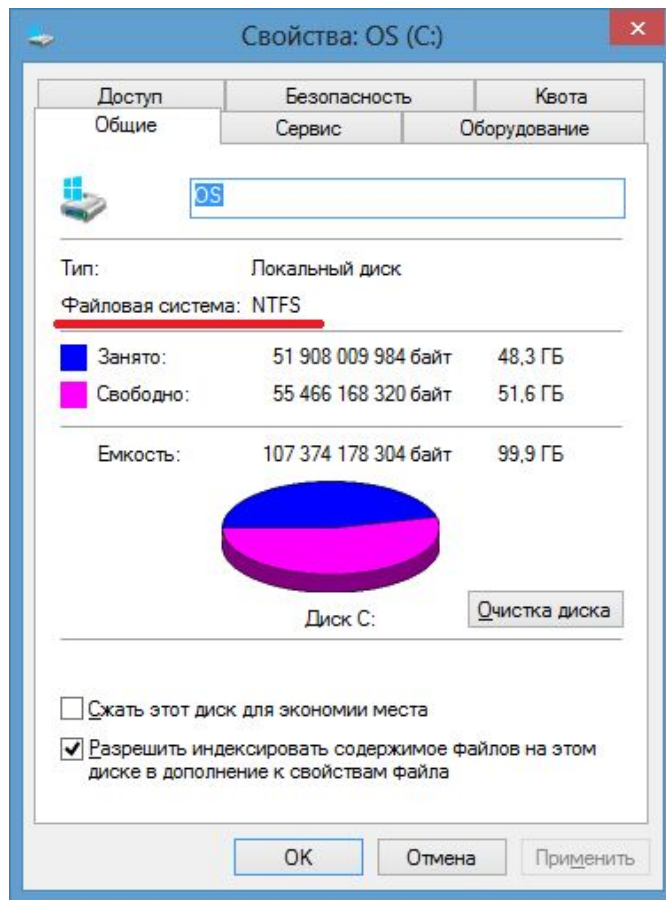 Свойства: OS (C:)
Доступ Безопасность Квота
Общие Сервис Оборудование
OS
Тип: Локальный диск
Файловая система: NTFS
Занято: 51 908 009 984 байт 48,3 ГБ
Свободно: 55 466 168 320 байт 51,6 ГБ
Емкость: 107 374 178 304 байт 99,9 ГБ
Диск C:
Очистка диска
Сжать этот диск для экономии места
Разрешить индексировать содержимое файлов на этом
диске в дополнение к свойствам файла
OK Отмена Применить